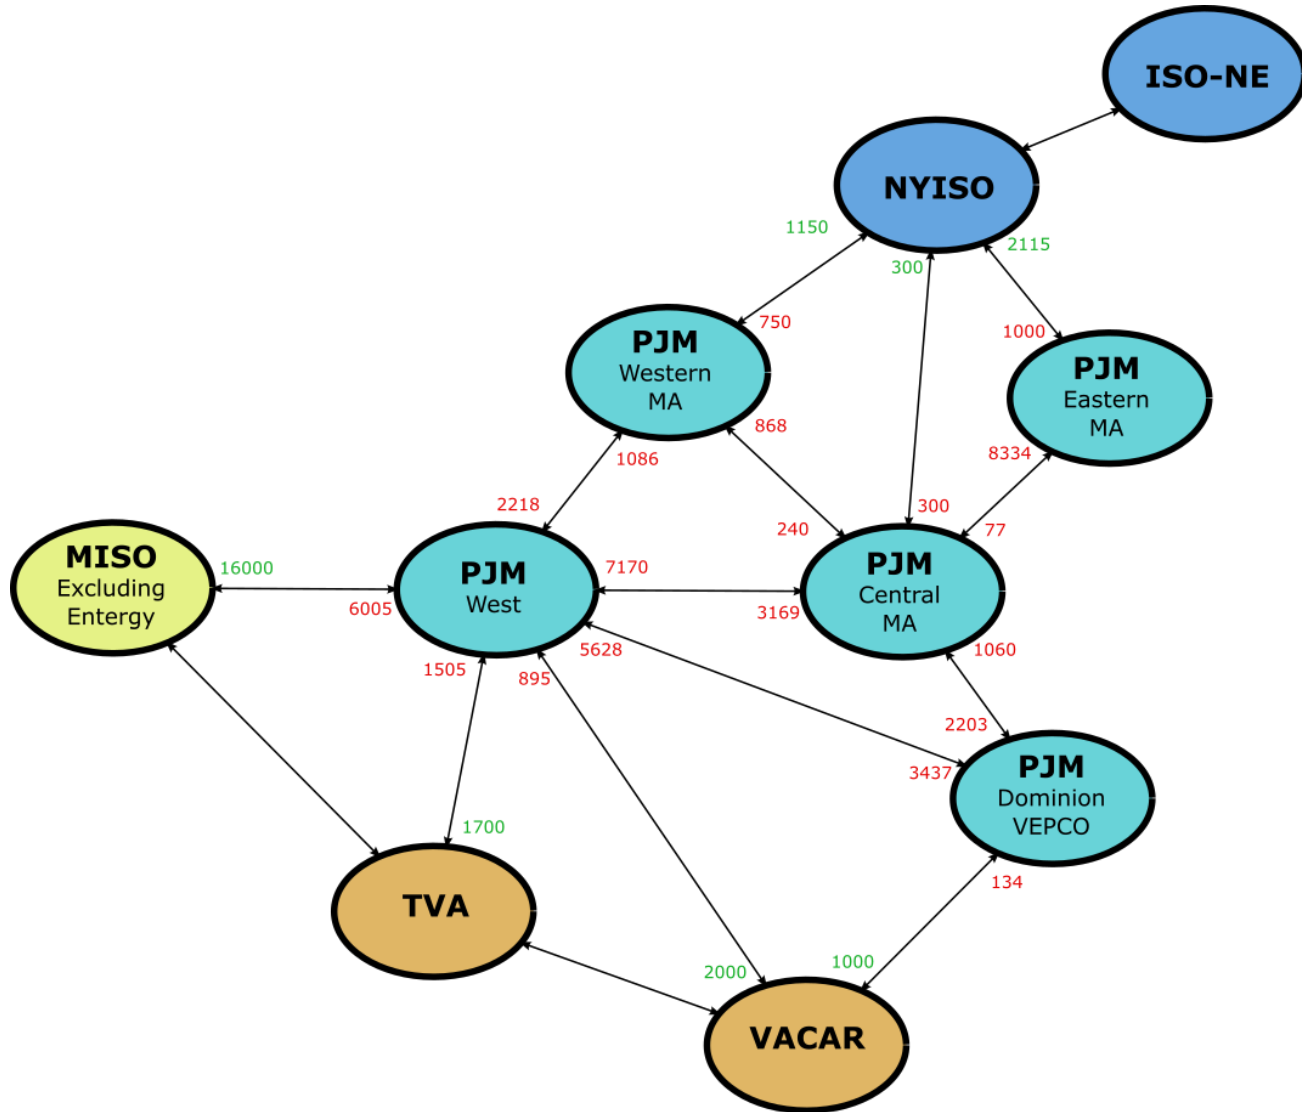 ISO-NE
NYISO
1150
2115
300
750
1000
PJM
Western
MA
PJM
Eastern
MA
868
1086
8334
2218
300
240
77
MISO
Excluding
Entergy
16000
6005
PJM
West
7170
3169
PJM
Central
MA
1505
895
5628
1060
2203
3437
PJM
Dominion
VEPCO
1700
134
TVA
2000
1000
VACAR